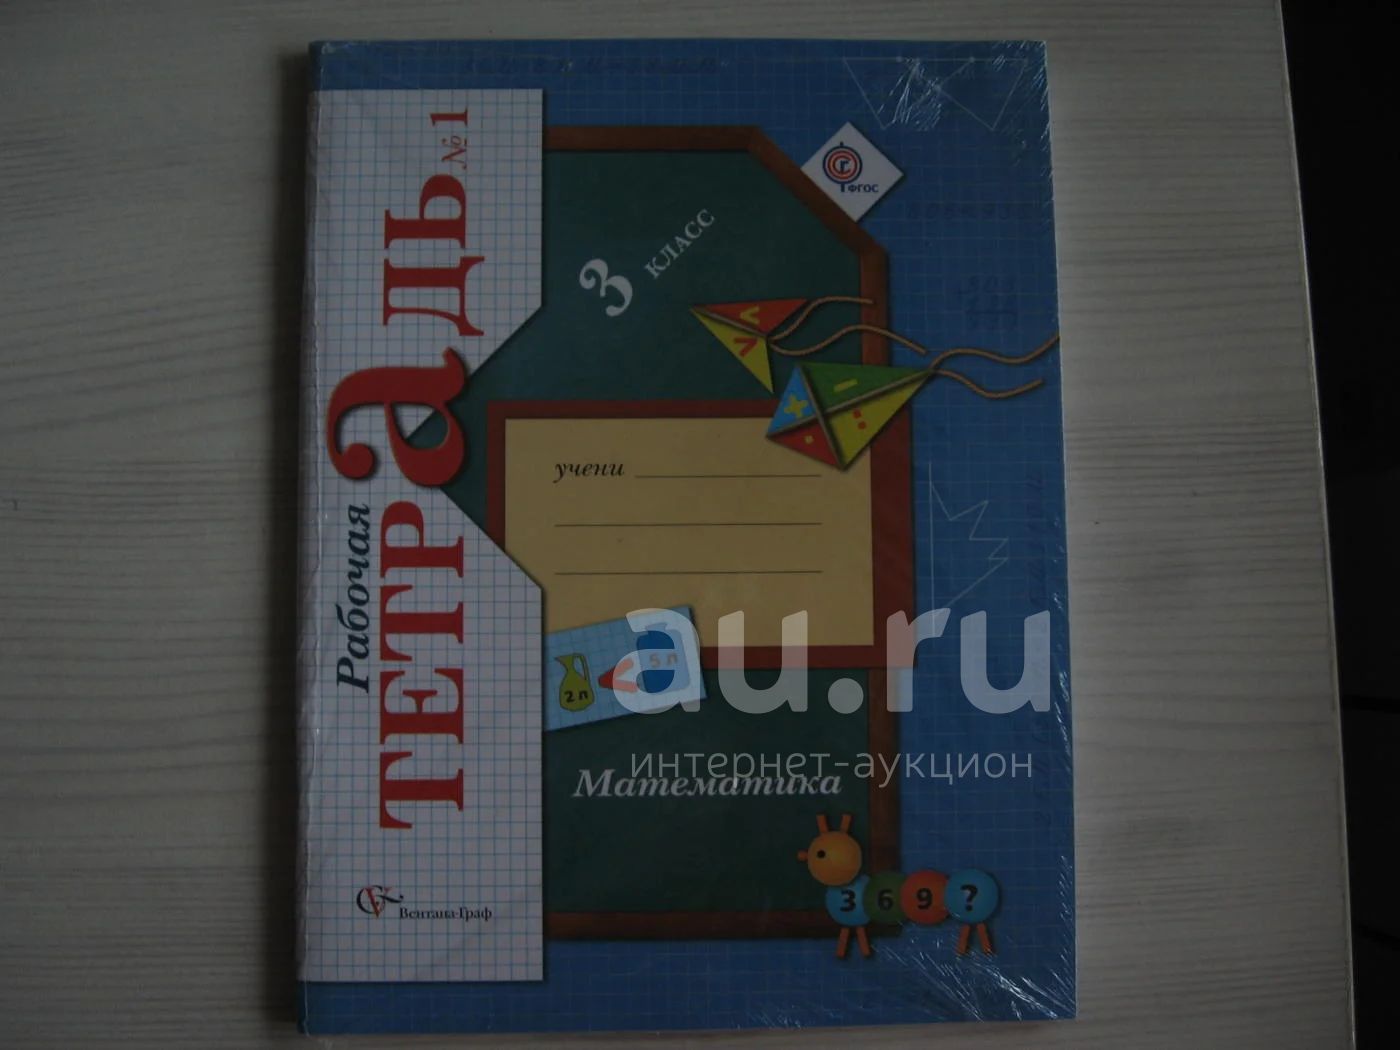 Рабочая
ТЕТРаДЬ №1
ФГОС
3 класс
учени
2 л
5 л
Математика
3 6 9 ?
Вентана-Граф
au.ru
интернет-аукцион